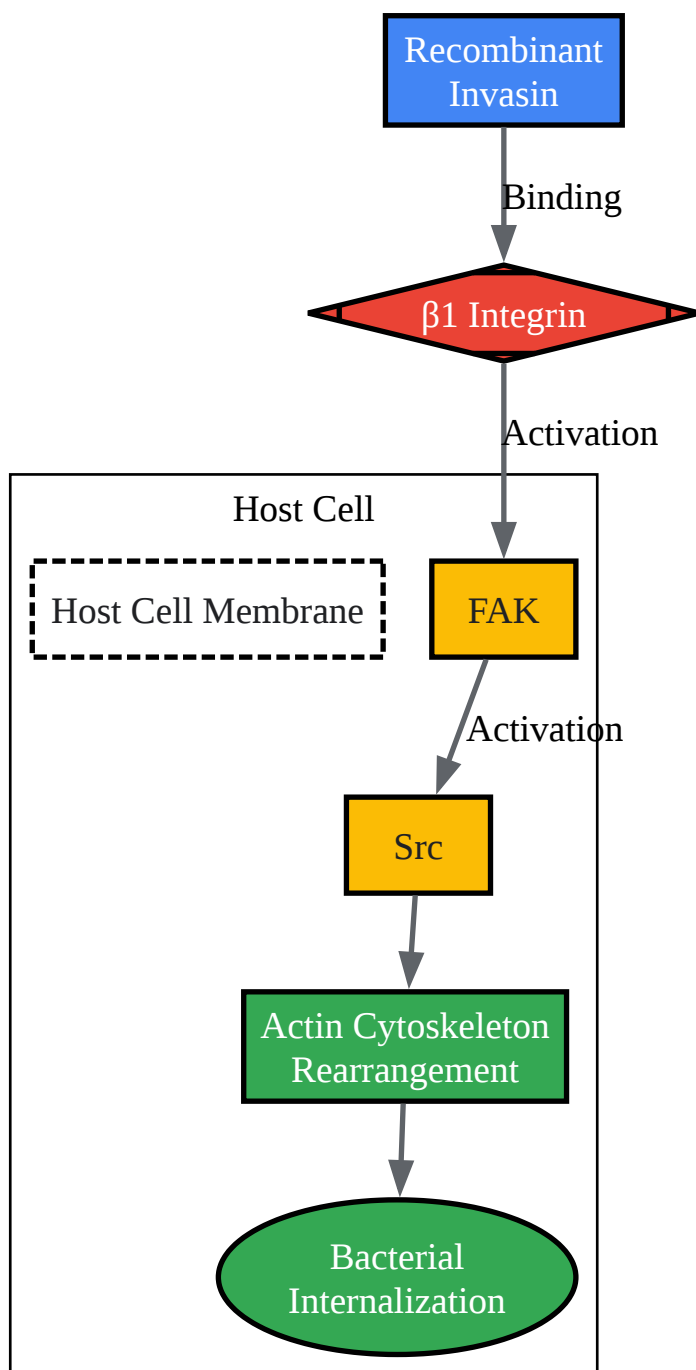 Recombinant
Invasin
Binding
β1 Integrin
Activation
Host Cell
Host Cell Membrane
FAK
Activation
Src
Actin Cytoskeleton
Rearrangement
Bacterial
Internalization